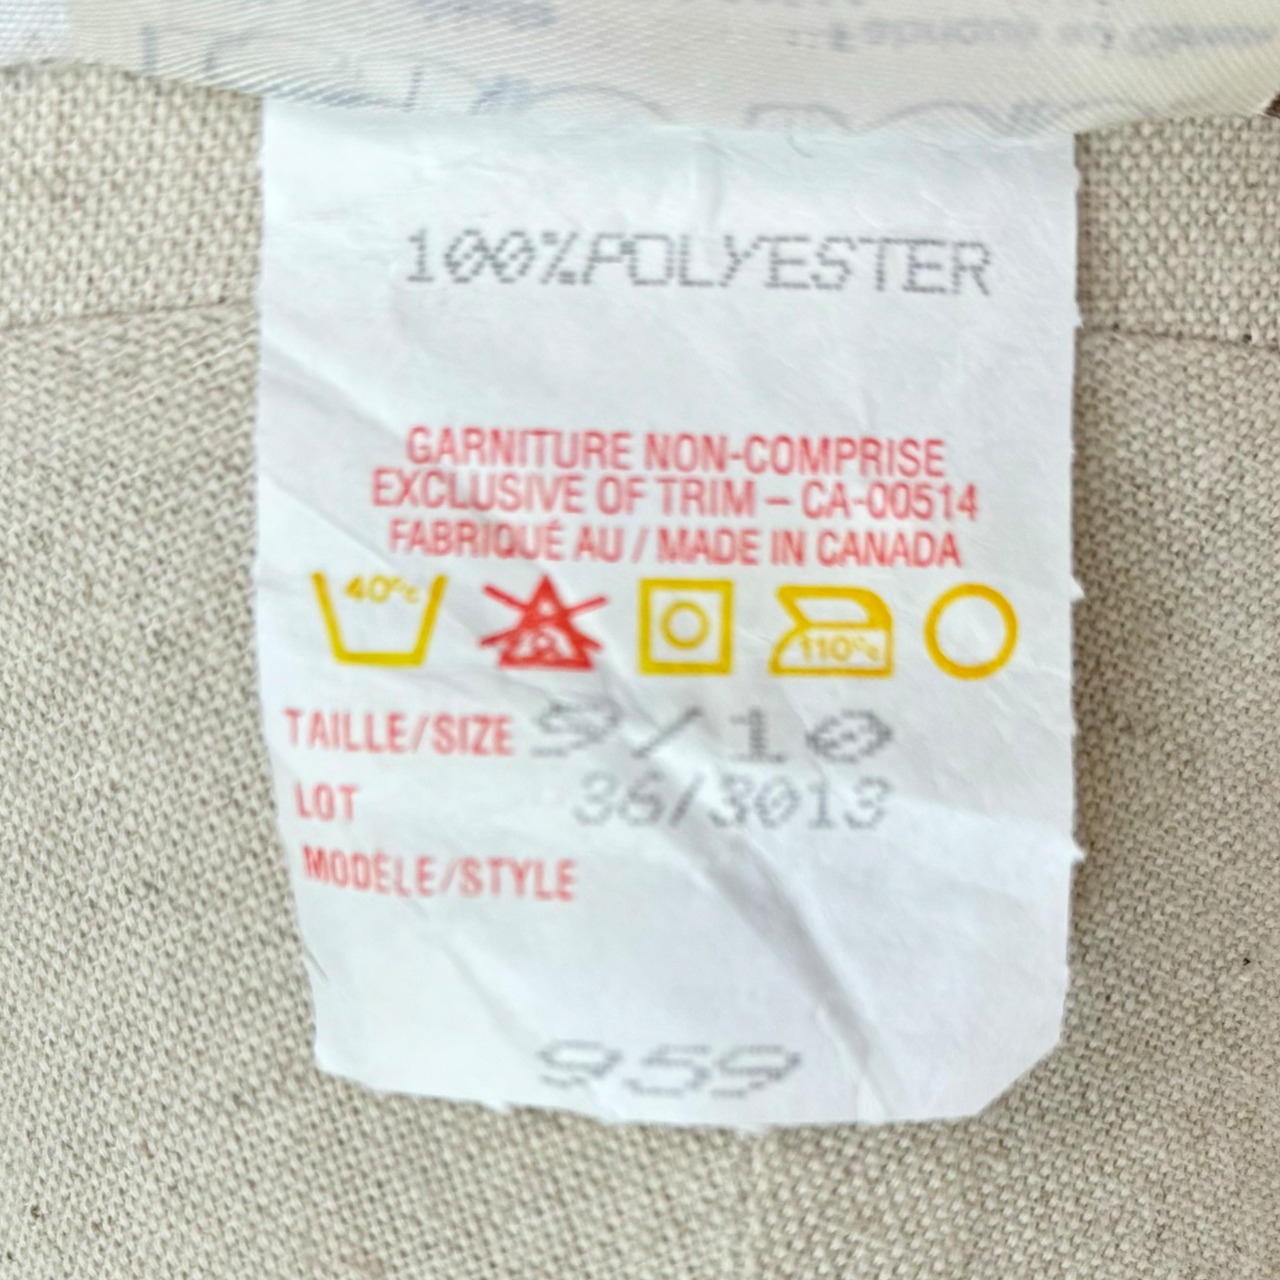 100%POLYESTER
GARNITURE NON-COMPRISE
EXCLUSIVE OF TRIM – CA-00514
FABRIQUÉ AU / MADE IN CANADA
40°c
110°c
TAILLE/SIZE 9/10
LOT 36/3013
MODÈLE/STYLE
959